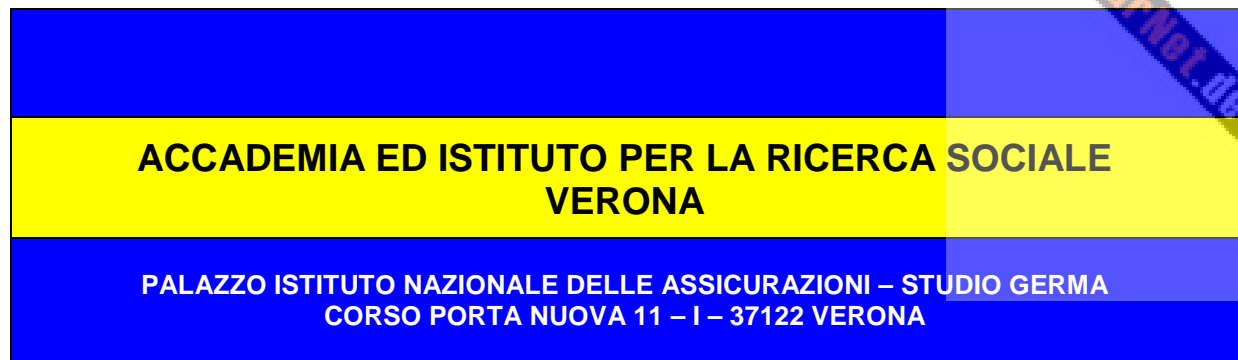 ACCADEMIA ED ISTITUTO PER LA RICERCA SOCIALE
VERONA
PALAZZO ISTITUTO NAZIONALE DELLE ASSICURAZIONI – STUDIO GERMA
CORSO PORTA NUOVA 11 – I – 37122 VERONA